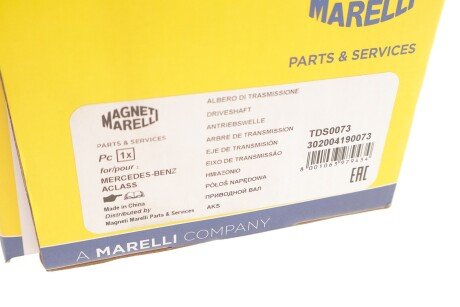 MARELLI
PARTS & SERVICES
MAGNETI
MARELLI
PARTS & SERVICES
Pc 1x
for/pour:
MERCEDES-BENZ
ACLASS
Made in China
Distributed by
Magneti Marelli Parts & Services
ALBERO DI TRASMISSIONE
DRIVESHAFT
ANTRIEBSWELLE
ARBRE DE TRANSMISSION
EJE DE TRANSMISIÓN
EIXO DE TRANSMISSÃO
ΗΜΙΑΞΟΝΙΟ
PÓŁOŚ NAPĘDOWA
ПРИВОДНОЙ ВАЛ
AKS
TDS0073
302004190073
EAC
A MARELLI COMPANY